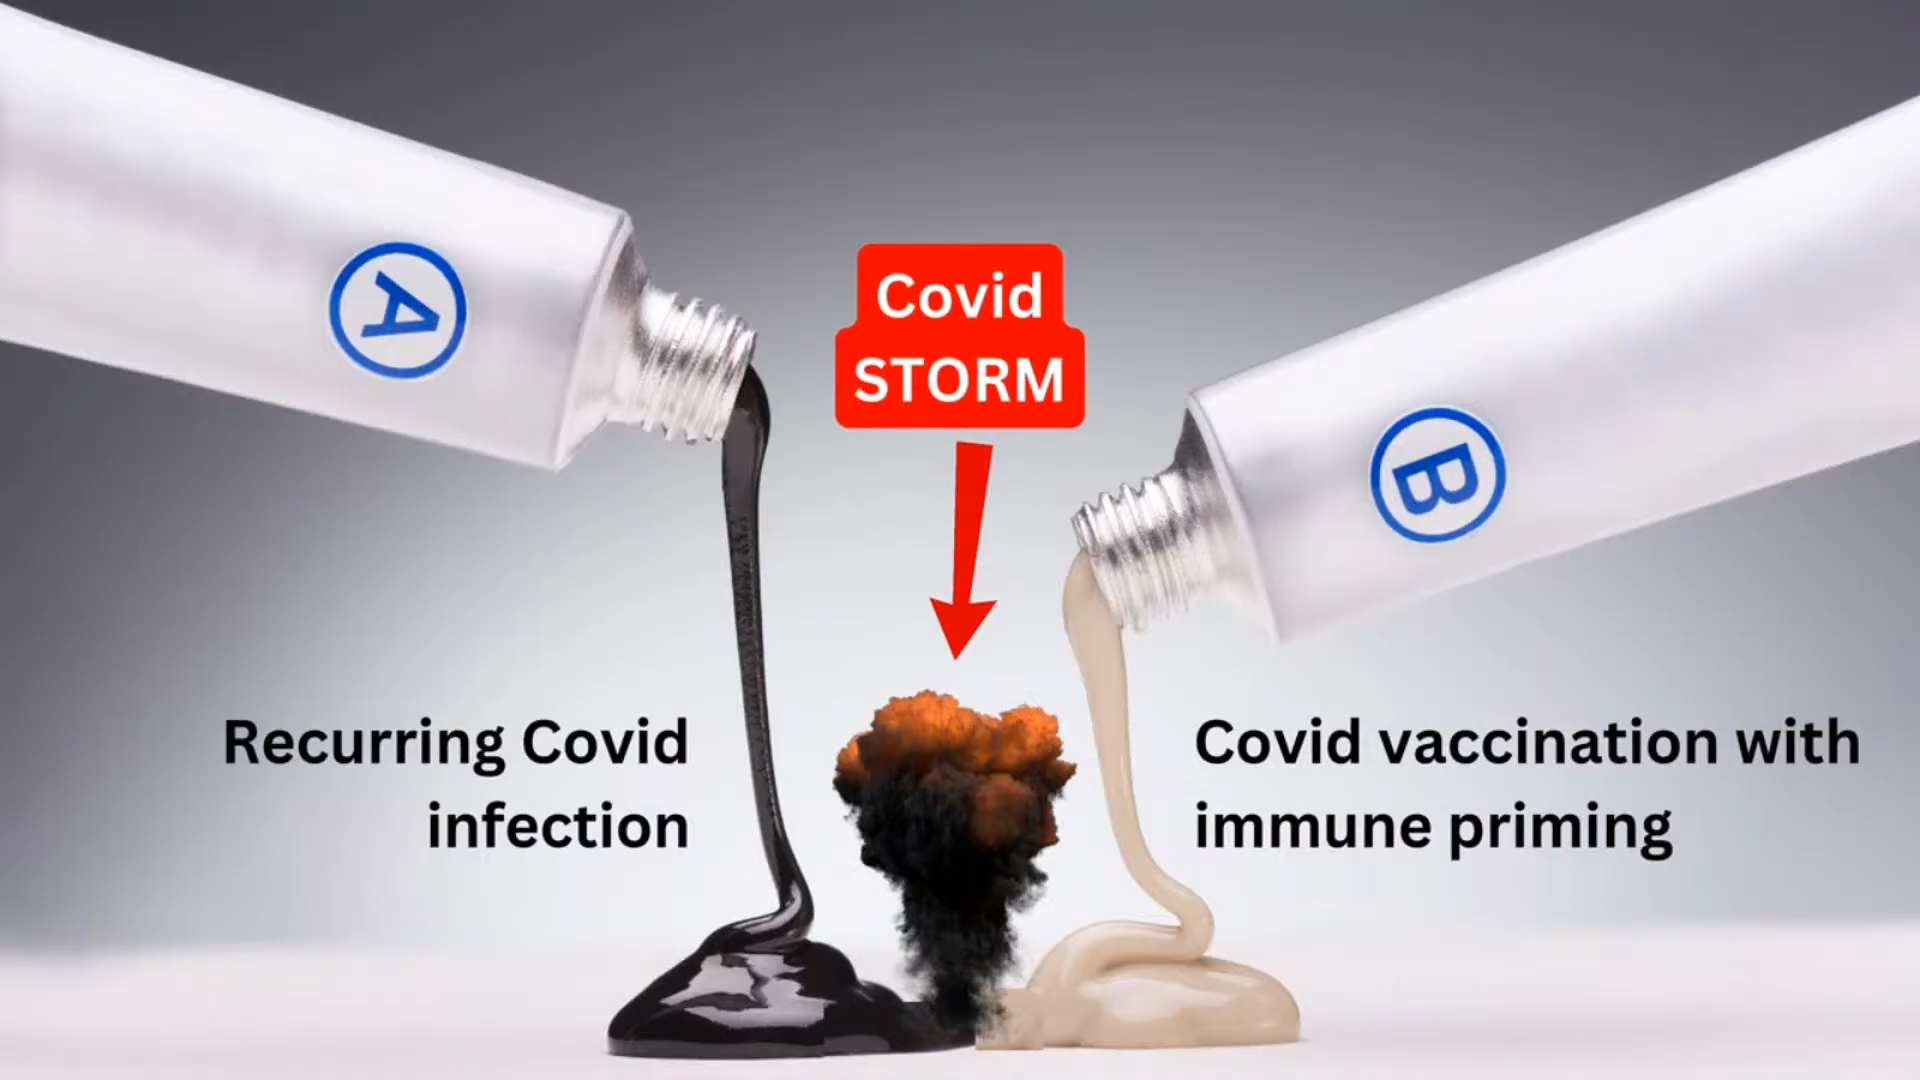 A
Covid
STORM
B
Recurring Covid
infection
Covid vaccination with
immune priming